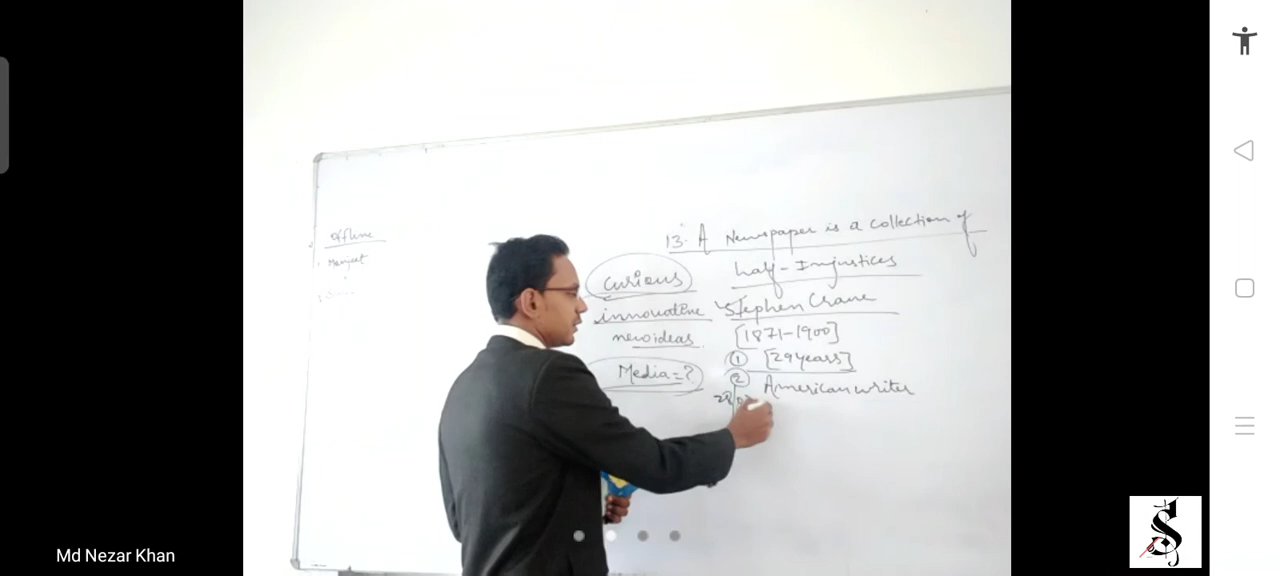 offline
Manjeet
13. A Newspaper is a collection of
half-Injustices
curious
Stephen Crane
innovative
[1871-1900]
new ideas
① [29 years]
Media = ?
② American writer
Md Nezar Khan